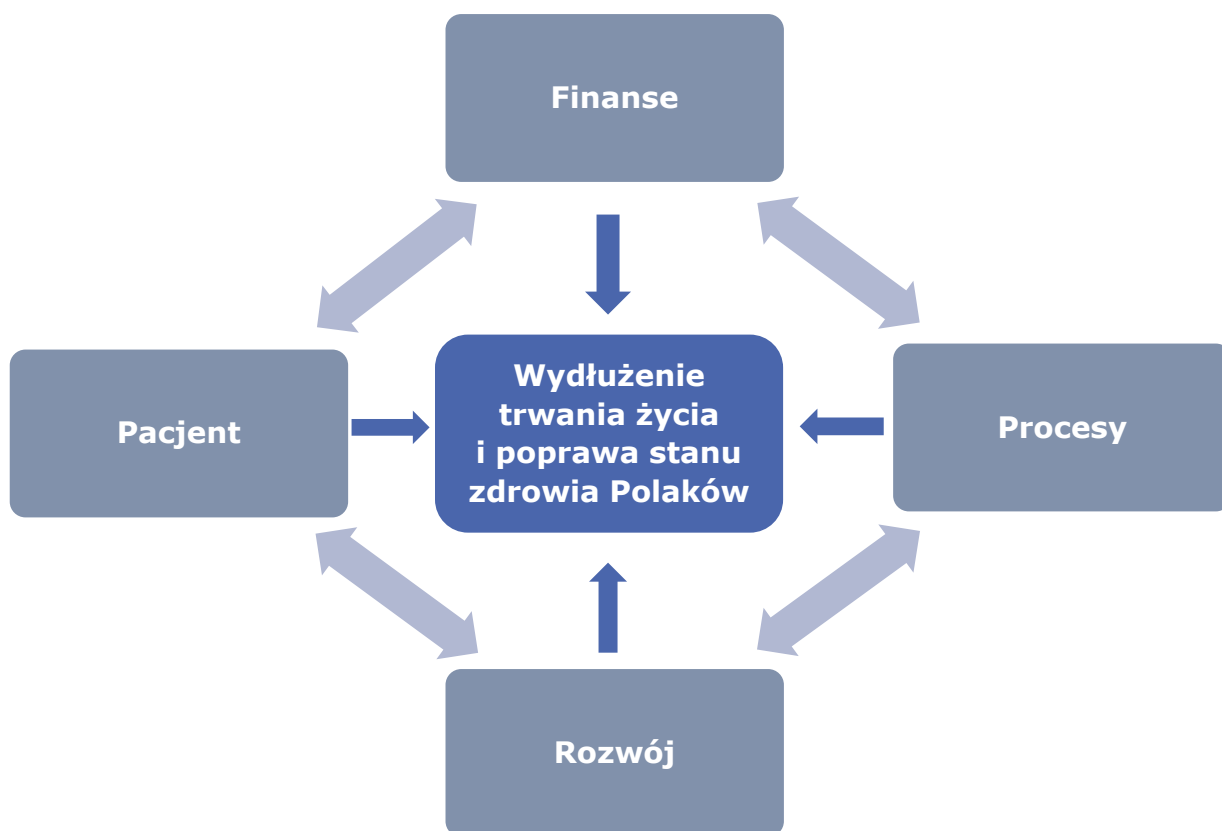 Finanse
Pacjent
Wydłużenie
trwania życia
i poprawa stanu
zdrowia Polaków
Procesy
Rozwój